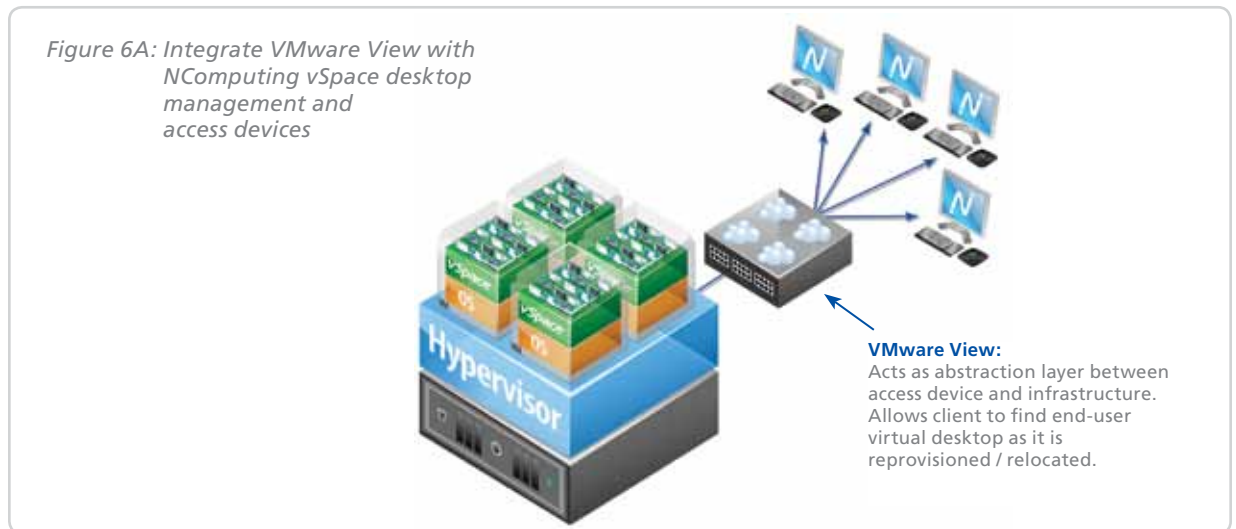 Figure 6A: Integrate VMware View with
NComputing vSpace desktop
management and
access devices
N
N
N
N
vSpace
OS
vSpace
OS
Hypervisor
VMware View:
Acts as abstraction layer between
access device and infrastructure.
Allows client to find end-user
virtual desktop as it is
reprovisioned / relocated.